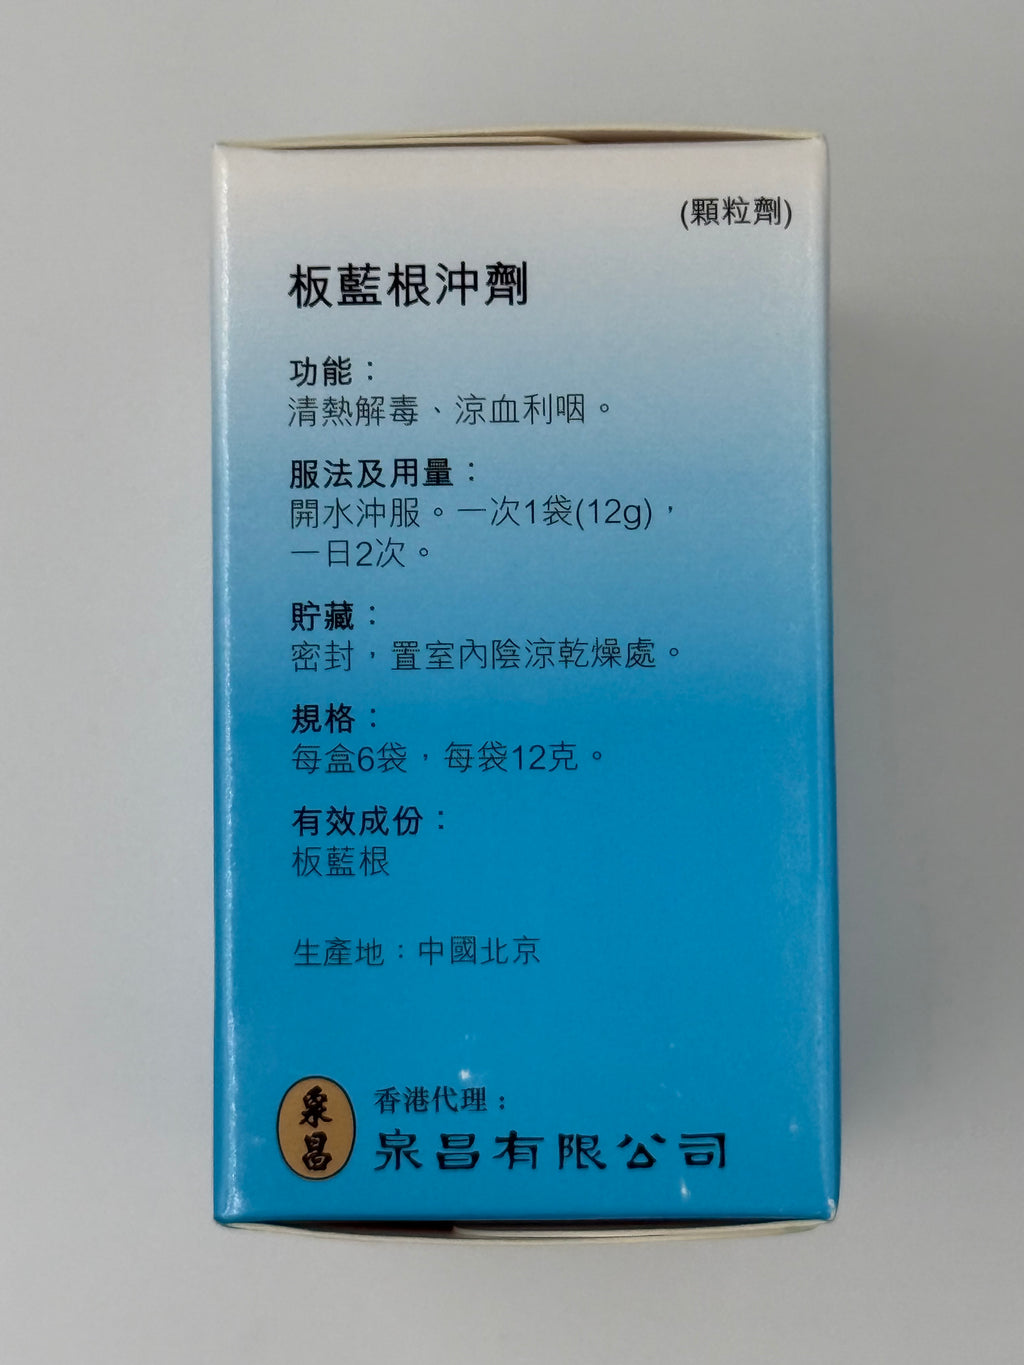 (顆粒劑)
板藍根沖劑
功能：
清熱解毒、涼血利咽。
服法及用量：
開水沖服。一次1袋(12g)，
一日2次。
貯藏：
密封，置室內陰涼乾燥處。
規格：
每盒6袋，每袋12克。
有效成份：
板藍根
生產地：中國北京
泉昌
香港代理：
泉昌有限公司